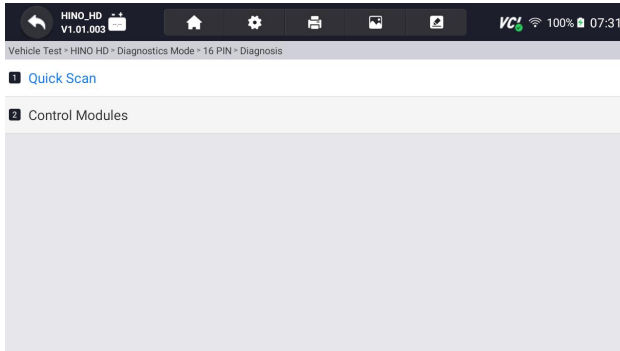 HINO_HD
V1.01.003
VCI 100% 07:31
Vehicle Test > HINO HD > Diagnostics Mode > 16 PIN > Diagnosis
1 Quick Scan
2 Control Modules